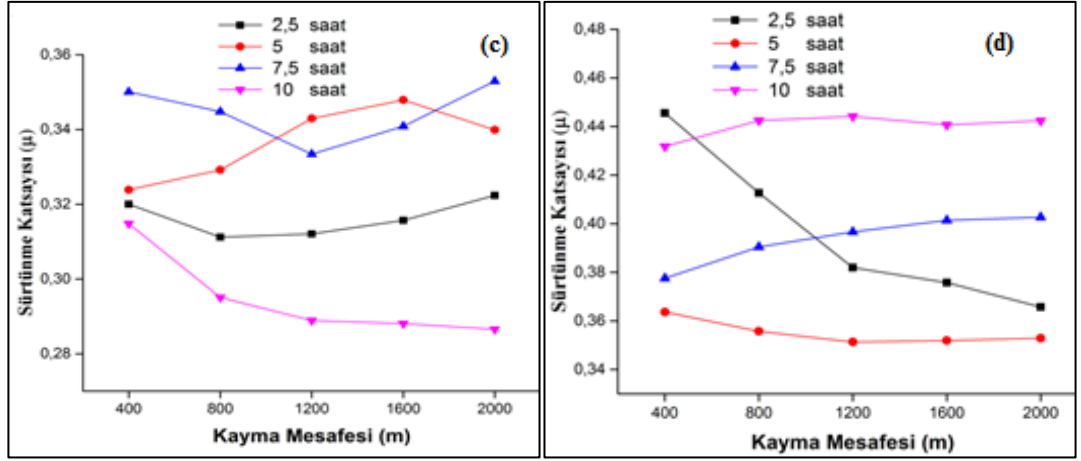 2,5 saat
5 saat
7,5 saat
10 saat
(c)
0,36
0,34
0,32
0,30
0,28
Sürtünme Katsayısı (µ)
400 800 1200 1600 2000
Kayma Mesafesi (m)
2,5 saat
5 saat
7,5 saat
10 saat
(d)
0,48
0,46
0,44
0,42
0,40
0,38
0,36
0,34
Sürtünme Katsayısı (µ)
400 800 1200 1600 2000
Kayma Mesafesi (m)